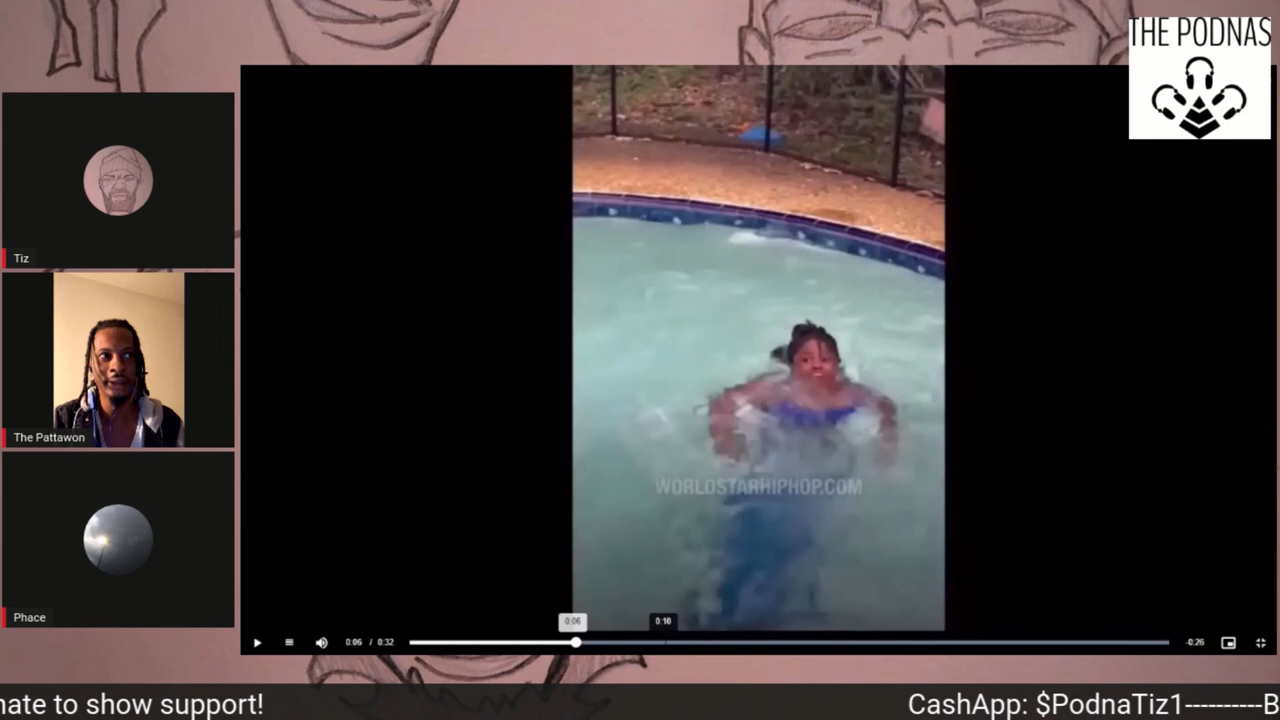 THE PODNAS
Tiz
The Pattawon
Phace
WORLDSTARHIPHOP.COM
0:06
0:10
0:06 / 0:32
-0:26
nate to show support!
CashApp: $PodnaTiz1----------B